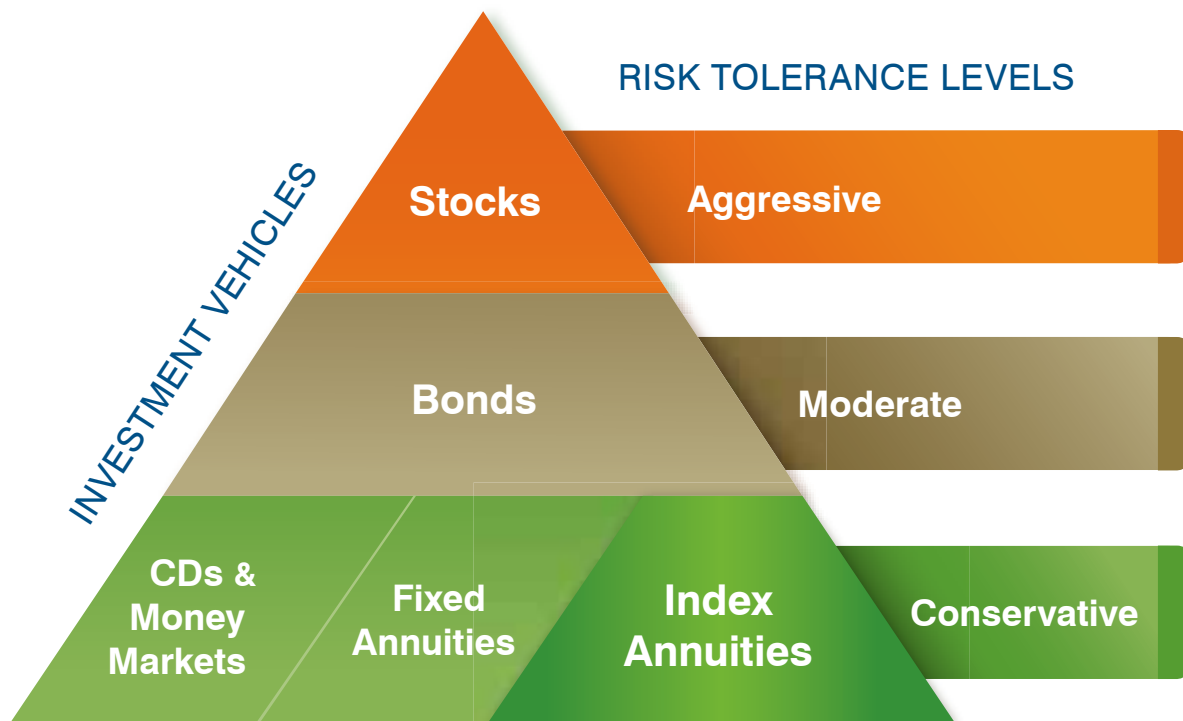 RISK TOLERANCE LEVELS
INVESTMENT VEHICLES
Stocks
Aggressive
Bonds
Moderate
CDs &
Money
Markets
Fixed
Annuities
Index
Annuities
Conservative